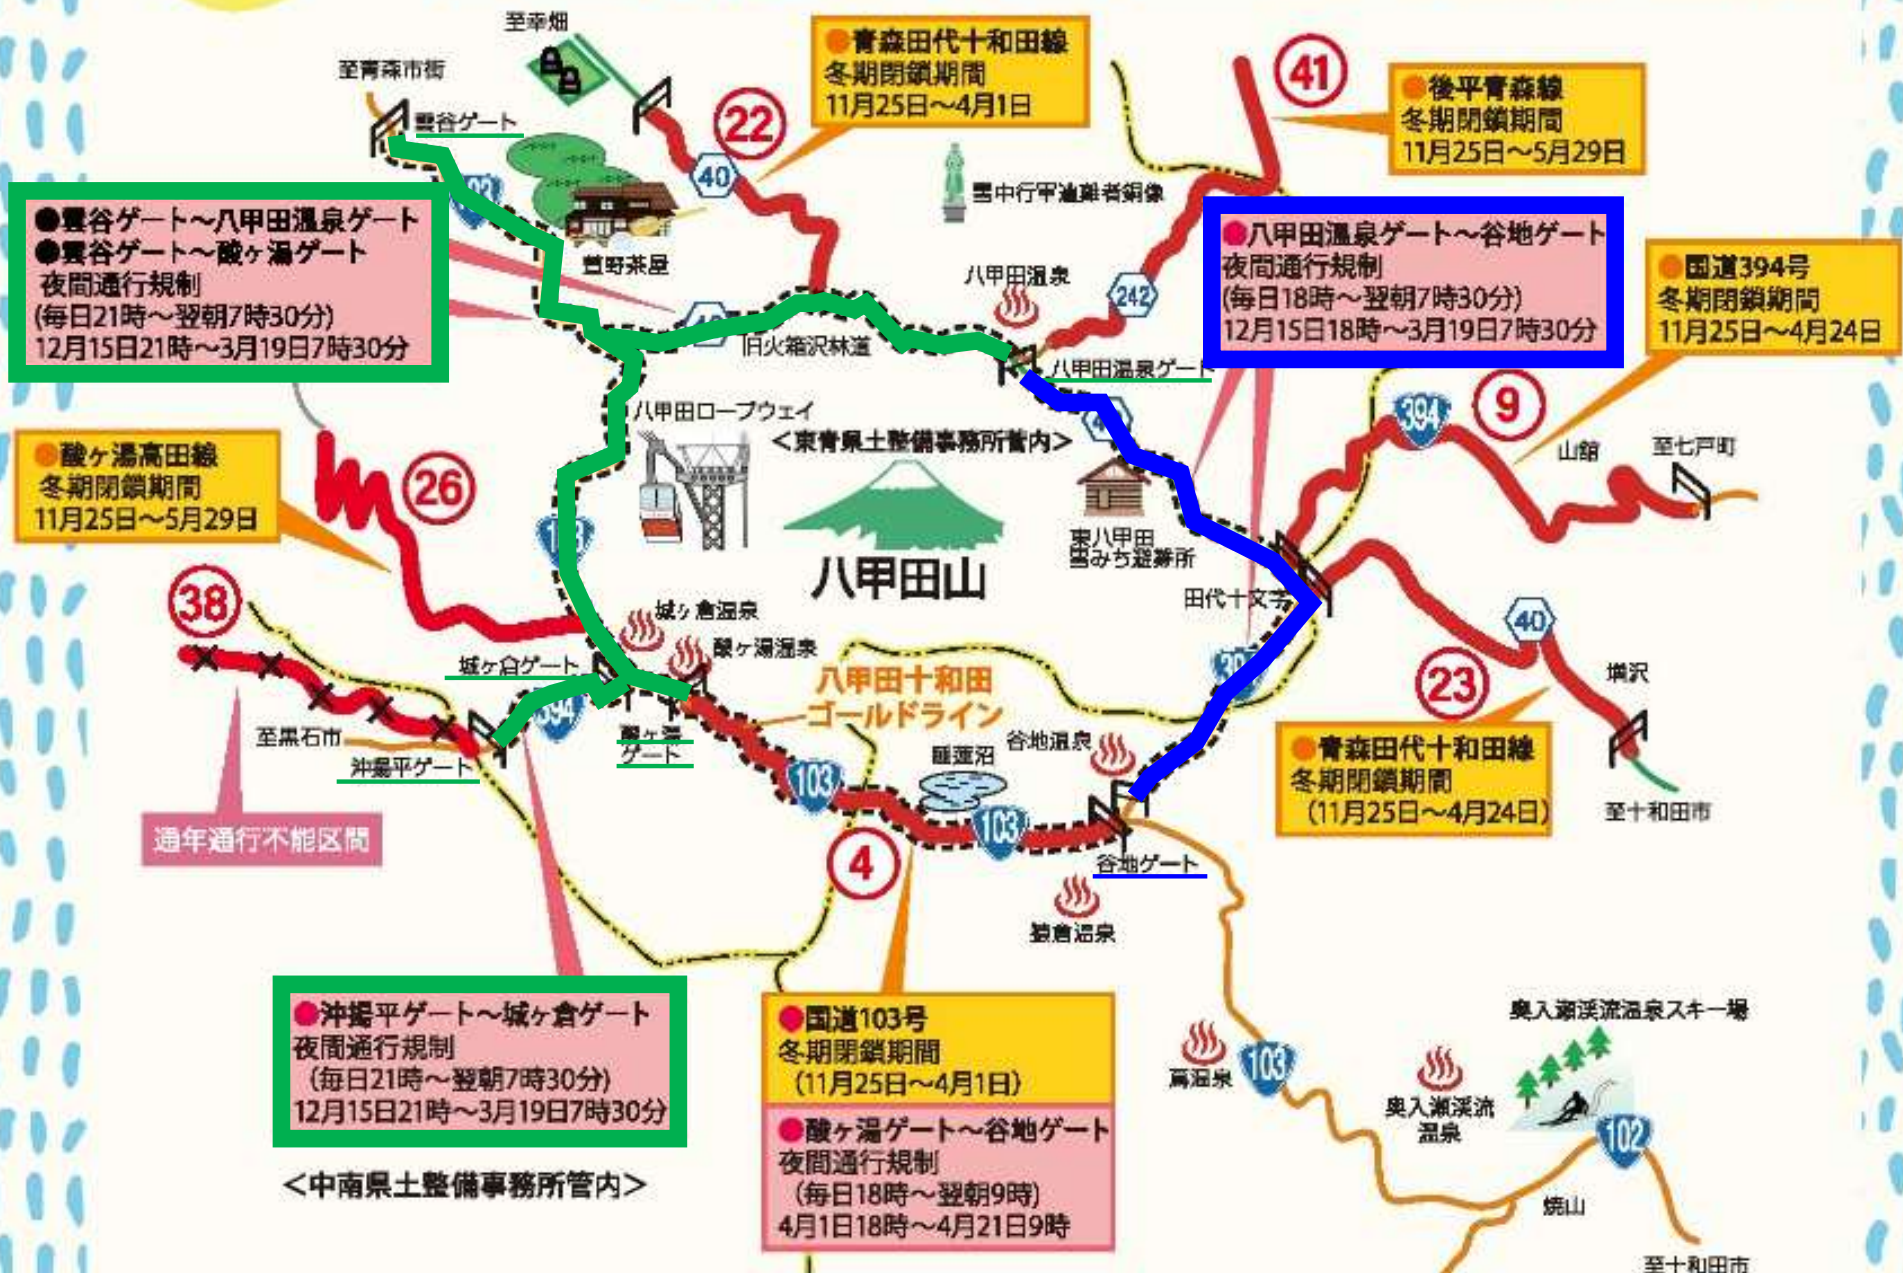 至幸畑
至青森市街
雲谷ゲート
●青森田代十和田線
冬期閉鎖期間
11月25日～4月1日
22
40
41
●後平青森線
冬期閉鎖期間
11月25日～5月29日
●雲谷ゲート～八甲田温泉ゲート
●雲谷ゲート～酸ヶ湯ゲート
夜間通行規制
(毎日21時～翌朝7時30分)
12月15日21時～3月19日7時30分
萱野茶屋
雪中行軍遭難者銅像
●八甲田温泉ゲート～谷地ゲート
夜間通行規制
(毎日18時～翌朝7時30分)
12月15日18時～3月19日7時30分
●国道394号
冬期閉鎖期間
11月25日～4月24日
八甲田温泉
242
旧火箱沢林道
八甲田温泉ゲート
八甲田ロープウェイ
＜東青県土整備事務所管内＞
394
9
山舘
至七戸町
●酸ヶ湯高田線
冬期閉鎖期間
11月25日～5月29日
26
八甲田山
東八甲田
雪みち避難所
田代十文字
38
城ヶ倉温泉
酸ヶ湯温泉
城ヶ倉ゲート
394
酸ヶ湯
ゲート
至黒石市
沖揚平ゲート
八甲田十和田
ゴールドライン
40
23
増沢
●青森田代十和田線
冬期閉鎖期間
(11月25日～4月24日)
至十和田市
谷地温泉
睡蓮沼
103
103
谷地ゲート
通年通行不能区間
4
猿倉温泉
●沖揚平ゲート～城ヶ倉ゲート
夜間通行規制
(毎日21時～翌朝7時30分)
12月15日21時～3月19日7時30分
●国道103号
冬期閉鎖期間
(11月25日～4月1日)
●酸ヶ湯ゲート～谷地ゲート
夜間通行規制
(毎日18時～翌朝9時)
4月1日18時～4月21日9時
＜中南県土整備事務所管内＞
奥入瀬渓流温泉スキー場
蔦温泉
103
奥入瀬渓流
温泉
102
焼山
至十和田市